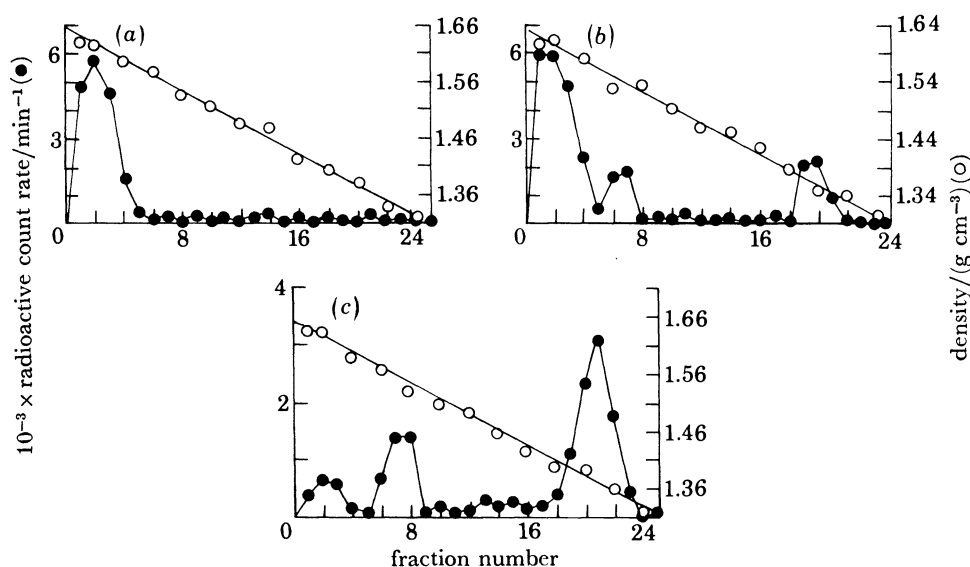 10⁻³ × radioactive count rate/min⁻¹(●)
density/(g cm⁻³)(○)
(a)
6
3
0 8 16 24
1.66
1.56
1.46
1.36
(b)
6
3
0 8 16 24
1.64
1.54
1.44
1.34
(c)
4
2
0 8 16 24
1.66
1.56
1.46
1.36
fraction number